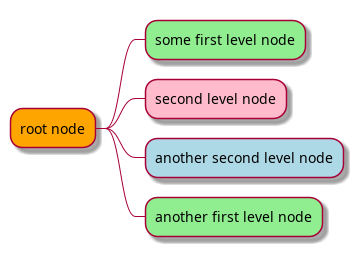 some first level node
second level node
root node
another second level node
another first level node